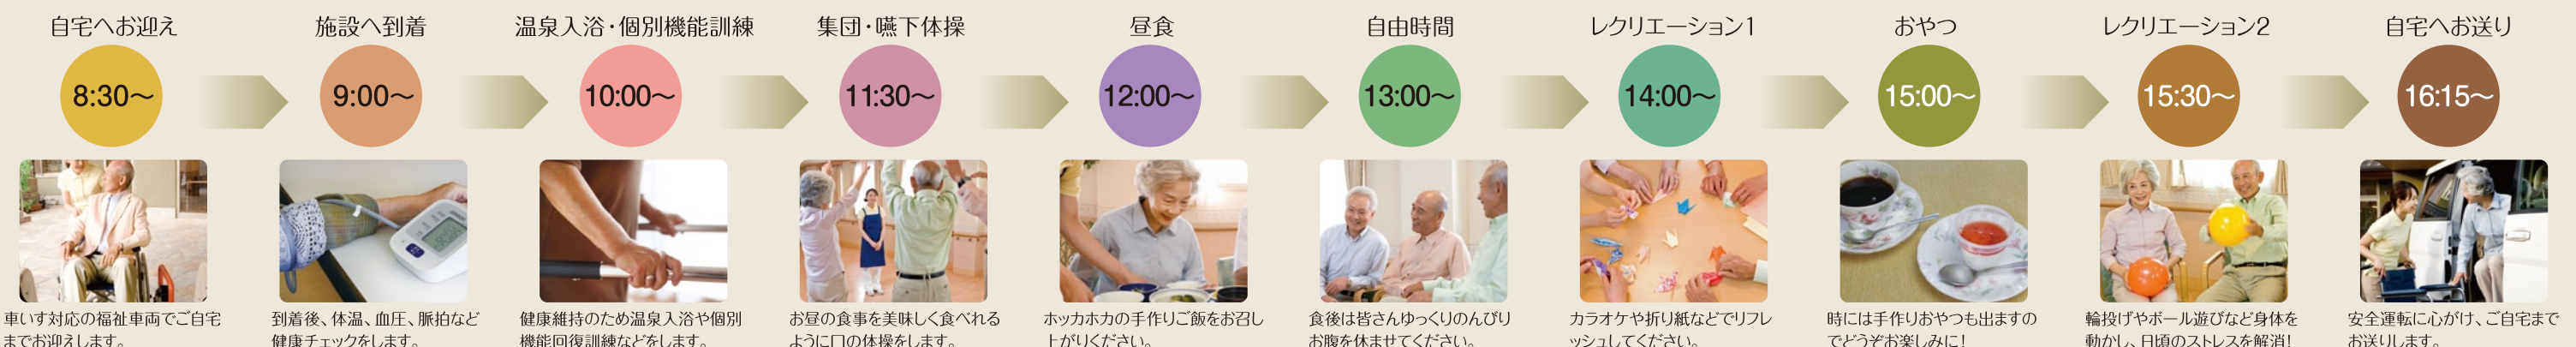 自宅へお迎え
8:30～
車いす対応の福祉車両でご自宅
までお迎えします。
施設へ到着
9:00～
到着後、体温、血圧、脈拍など
健康チェックをします。
温泉入浴・個別機能訓練
10:00～
健康維持のため温泉入浴や個別
機能回復訓練などをします。
集団・嚥下体操
11:30～
お昼の食事を美味しく食べれる
ように口の体操をします。
昼食
12:00～
ホッカホカの手作りご飯をお召し
上がりください。
自由時間
13:00～
食後は皆さんゆっくりのんびり
お腹を休ませてください。
レクリエーション1
14:00～
カラオケや折り紙などでリフレ
ッシュしてください。
おやつ
15:00～
時には手作りおやつも出ますの
でどうぞお楽しみに!
レクリエーション2
15:30～
輪投げやボール遊びなど身体を
動かし、日頃のストレスを解消!
自宅へお送り
16:15～
安全運転に心がけ、ご自宅まで
お送りします。